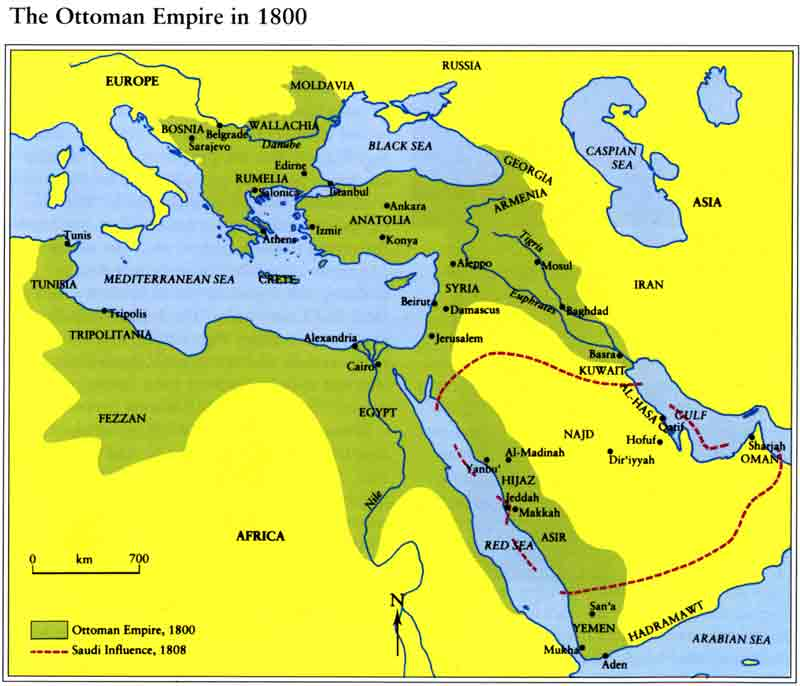 The Ottoman Empire in 1800
RUSSIA
EUROPE
MOLDAVIA
BOSNIA
Belgrade
WALLACHIA
Sarajevo
Danube
BLACK SEA
CASPIAN
SEA
Edirne
GEORGIA
RUMELIA
Salonica
Istanbul
ARMENIA
ASIA
Ankara
ANATOLIA
Tunis
Athens
Izmir
Konya
Tigris
Aleppo
Mosul
MEDITERRANEAN SEA
CRETE
TUNISIA
SYRIA
IRAN
Beirut
Euphrates
Tripolis
Damascus
Baghdad
TRIPOLITANIA
Alexandria
Jerusalem
Basra
Cairo
KUWAIT
AL-HASA
EGYPT
GULF
FEZZAN
Qatif
NAJD
Hofuf
Sharjah
Al-Madinah
Dir'iyyah
OMAN
Yanbu'
HIJAZ
Nile
Jeddah
Makkah
AFRICA
RED SEA
ASIR
0 km 700
N
San'a
Ottoman Empire, 1800
YEMEN
HADRAMAWT
Saudi Influence, 1808
Mukha
ARABIAN SEA
Aden